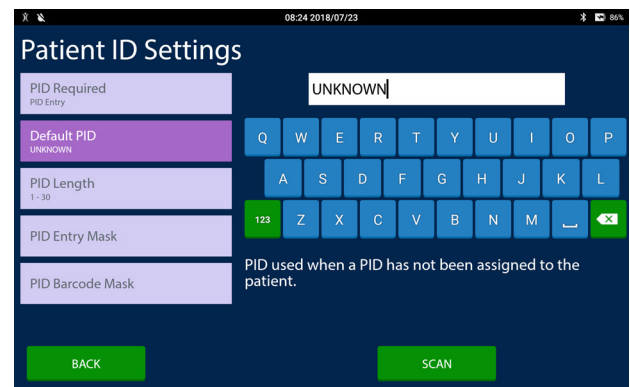 08:24 2018/07/23
86%
Patient ID Settings
PID Required
PID Entry
Default PID
UNKNOWN
PID Length
1 - 30
PID Entry Mask
PID Barcode Mask
UNKNOWN
Q W E R T Y U I O P
A S D F G H J K L
123 Z X C V B N M
PID used when a PID has not been assigned to the
patient.
BACK
SCAN